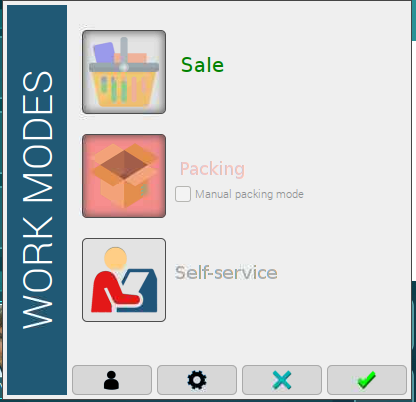 WORK MODES
Sale
Packing
Manual packing mode
Self-service